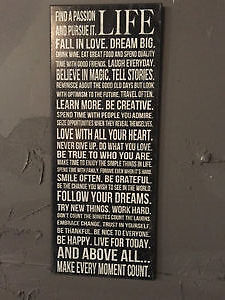 FIND A PASSION
AND PURSUE IT. LIFE
FALL IN LOVE. DREAM BIG.
DRINK WINE, EAT GREAT FOOD AND SPEND QUALITY
TIME WITH GOOD FRIENDS. LAUGH EVERYDAY.
BELIEVE IN MAGIC. TELL STORIES.
REMINISCE ABOUT THE GOOD OLD DAYS BUT LOOK
WITH OPTIMISM TO THE FUTURE. TRAVEL OFTEN.
LEARN MORE. BE CREATIVE.
SPEND TIME WITH PEOPLE YOU ADMIRE.
SEIZE OPPORTUNITIES WHEN THEY REVEAL THEMSELVES.
LOVE WITH ALL YOUR HEART.
NEVER GIVE UP. DO WHAT YOU LOVE.
BE TRUE TO WHO YOU ARE.
MAKE TIME TO ENJOY THE SIMPLE THINGS IN LIFE.
SPEND TIME WITH FAMILY. FORGIVE EVEN WHEN IT'S HARD.
SMILE OFTEN. BE GRATEFUL.
BE THE CHANGE YOU WISH TO SEE IN THE WORLD
FOLLOW YOUR DREAMS.
TRY NEW THINGS. WORK HARD.
DON'T COUNT THE MINUTES COUNT THE LAUGHS.
EMBRACE CHANGE. TRUST IN YOURSELF.
BE THANKFUL. BE NICE TO EVERYONE.
BE HAPPY. LIVE FOR TODAY.
AND ABOVE ALL...
MAKE EVERY MOMENT COUNT.